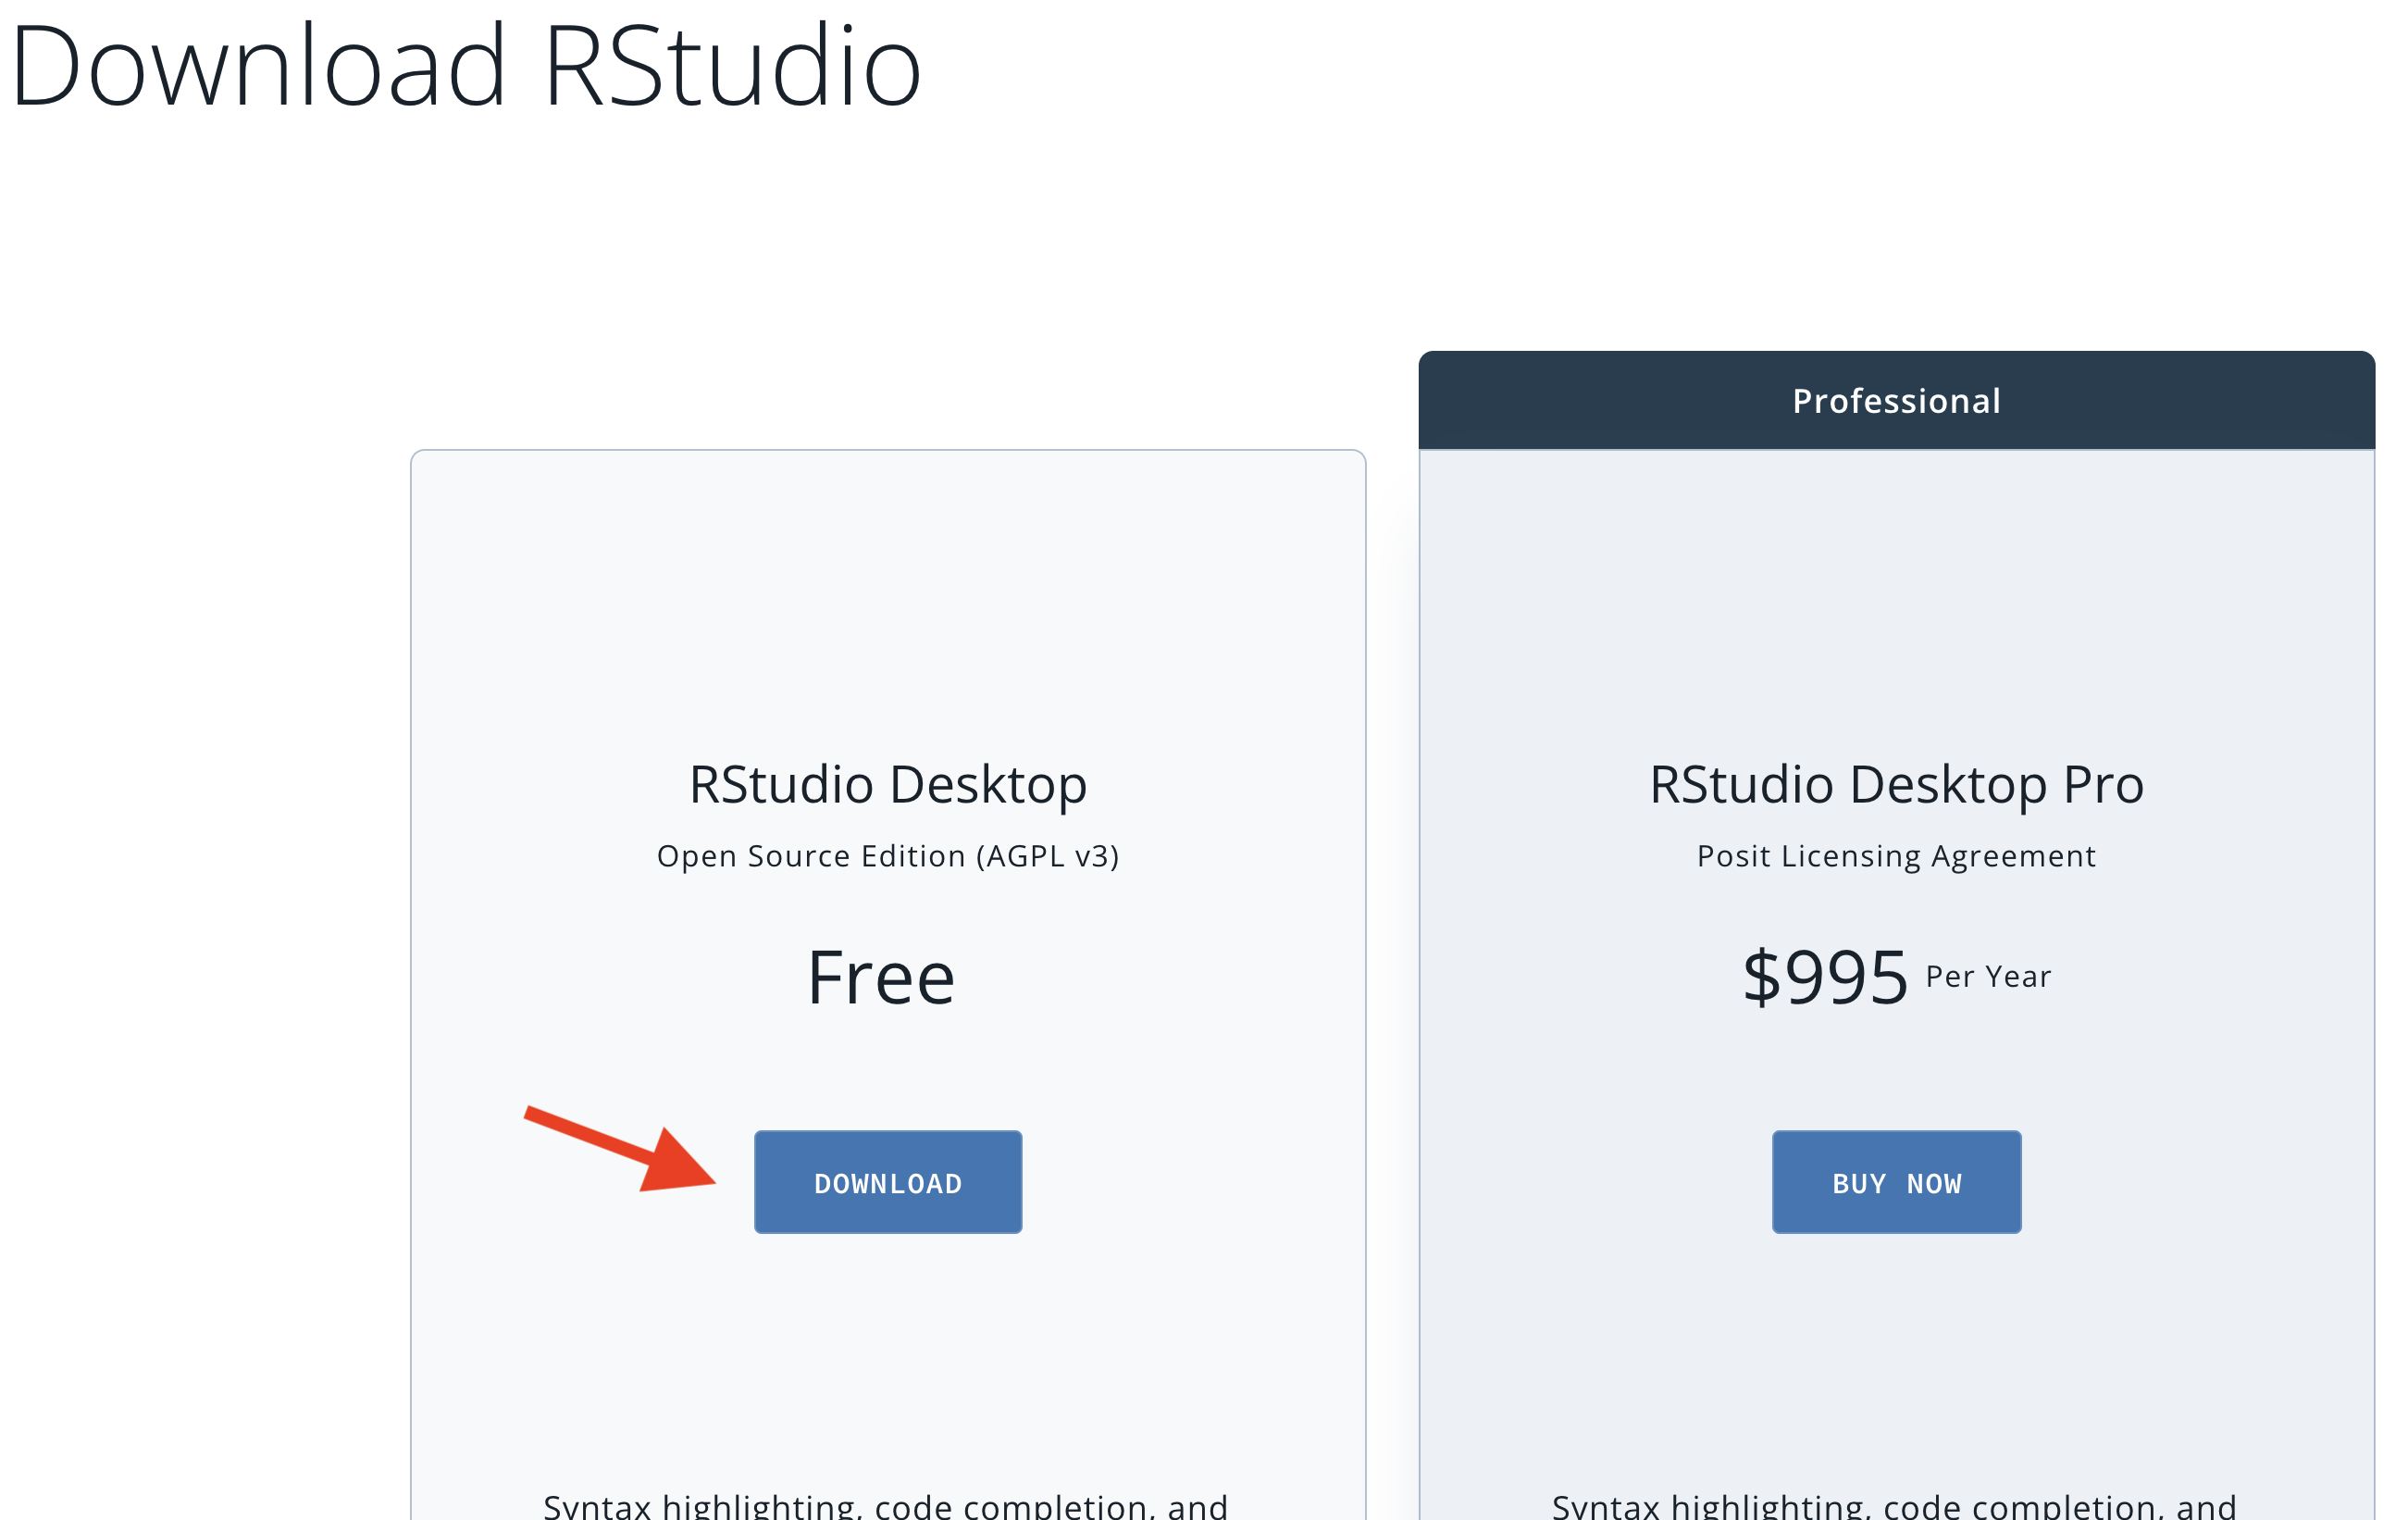 Download RStudio
Professional
RStudio Desktop
Open Source Edition (AGPL v3)
Free
DOWNLOAD
Syntax highlighting, code completion, and
RStudio Desktop Pro
Posit Licensing Agreement
$995 Per Year
BUY NOW
Syntax highlighting, code completion, and